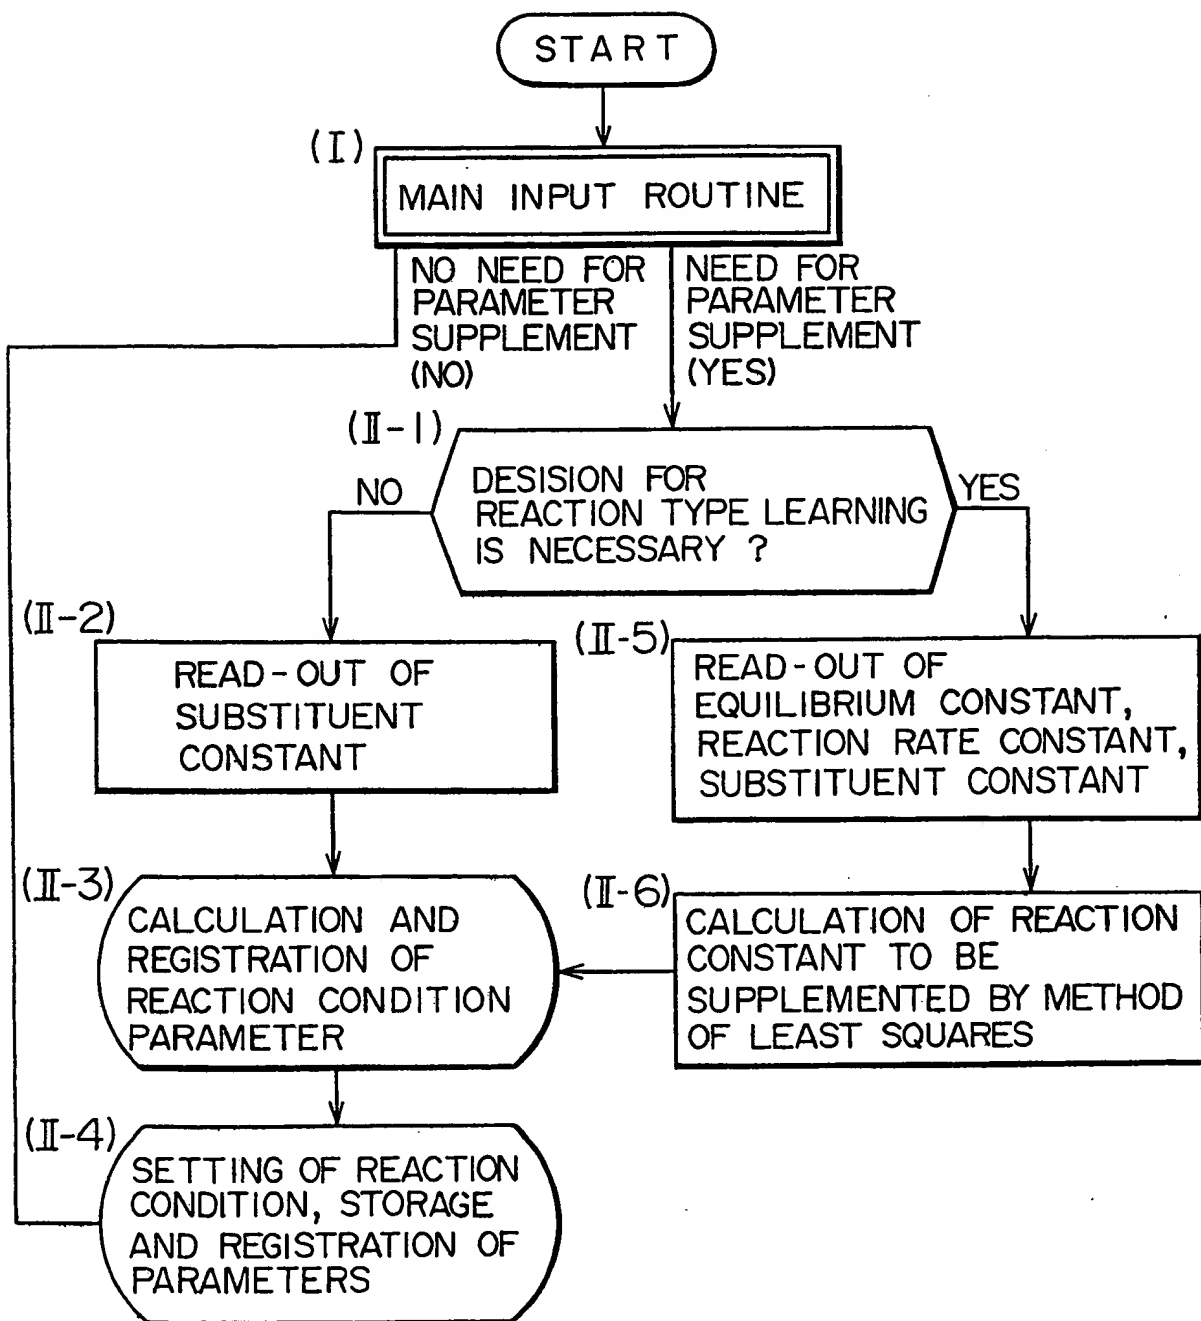 START
(I)
MAIN INPUT ROUTINE
NO NEED FOR
PARAMETER
SUPPLEMENT
(NO)
NEED FOR
PARAMETER
SUPPLEMENT
(YES)
(II-1)
DESISION FOR
REACTION TYPE LEARNING
IS NECESSARY ?
NO
YES
(II-2)
READ-OUT OF
SUBSTITUENT
CONSTANT
(II-5)
READ-OUT OF
EQUILIBRIUM CONSTANT,
REACTION RATE CONSTANT,
SUBSTITUENT CONSTANT
(II-3)
CALCULATION AND
REGISTRATION OF
REACTION CONDITION
PARAMETER
(II-6)
CALCULATION OF REACTION
CONSTANT TO BE
SUPPLEMENTED BY METHOD
OF LEAST SQUARES
(II-4)
SETTING OF REACTION
CONDITION, STORAGE
AND REGISTRATION OF
PARAMETERS